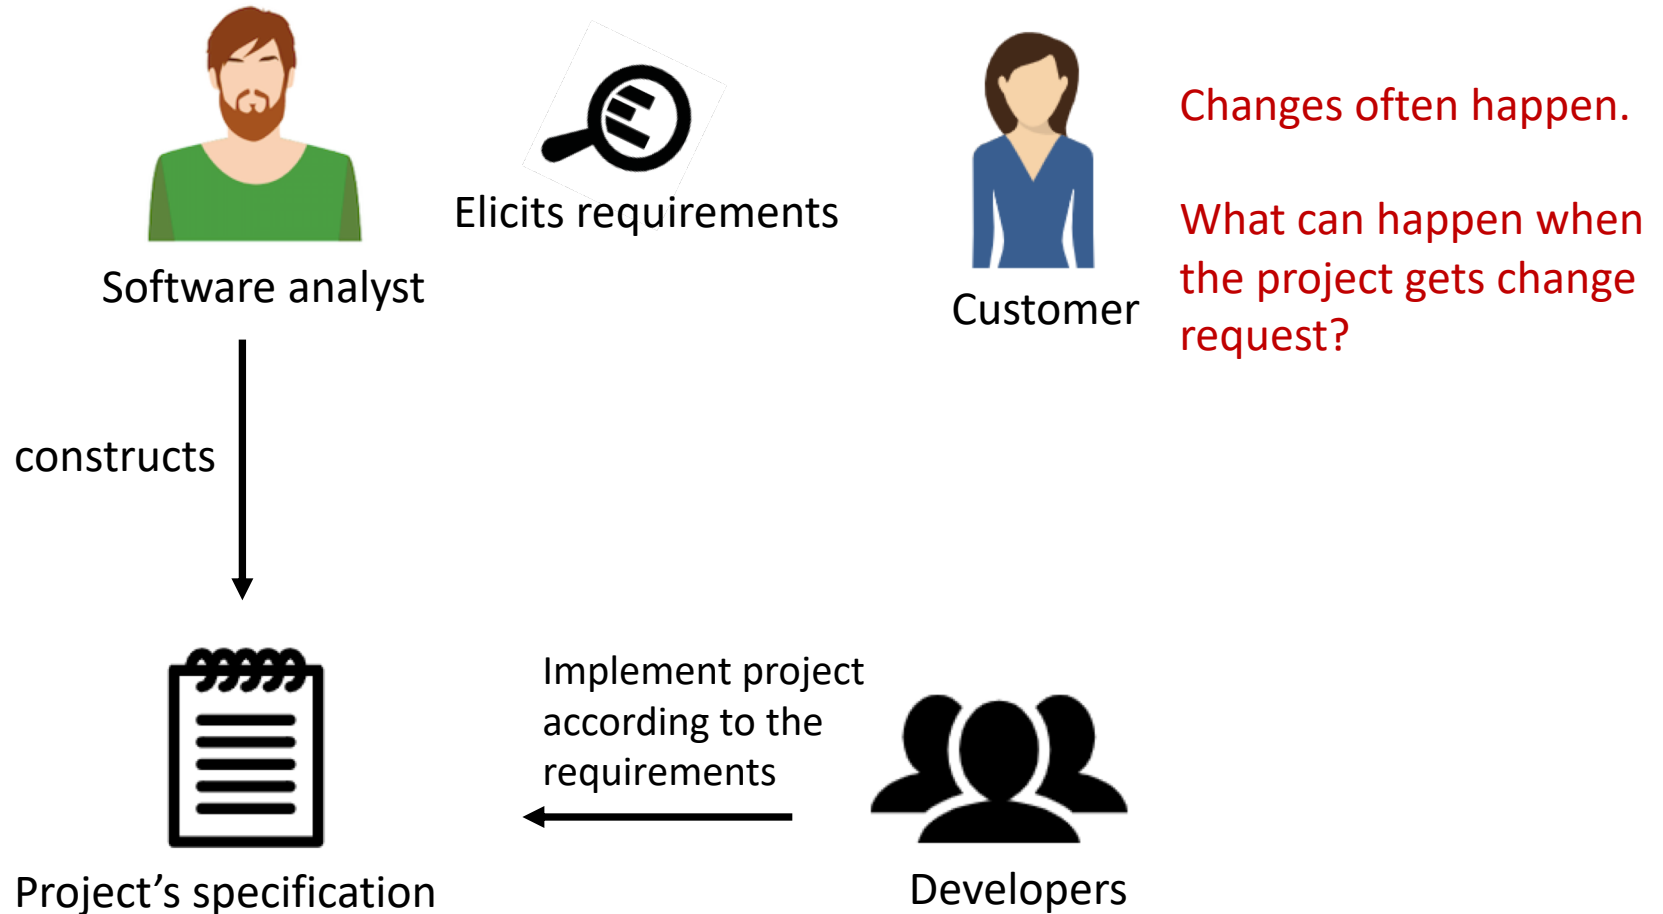 Changes often happen.
Elicits requirements
What can happen when
the project gets change
request?
Software analyst
Customer
constructs
Implement project
according to the
requirements
Project’s specification
Developers